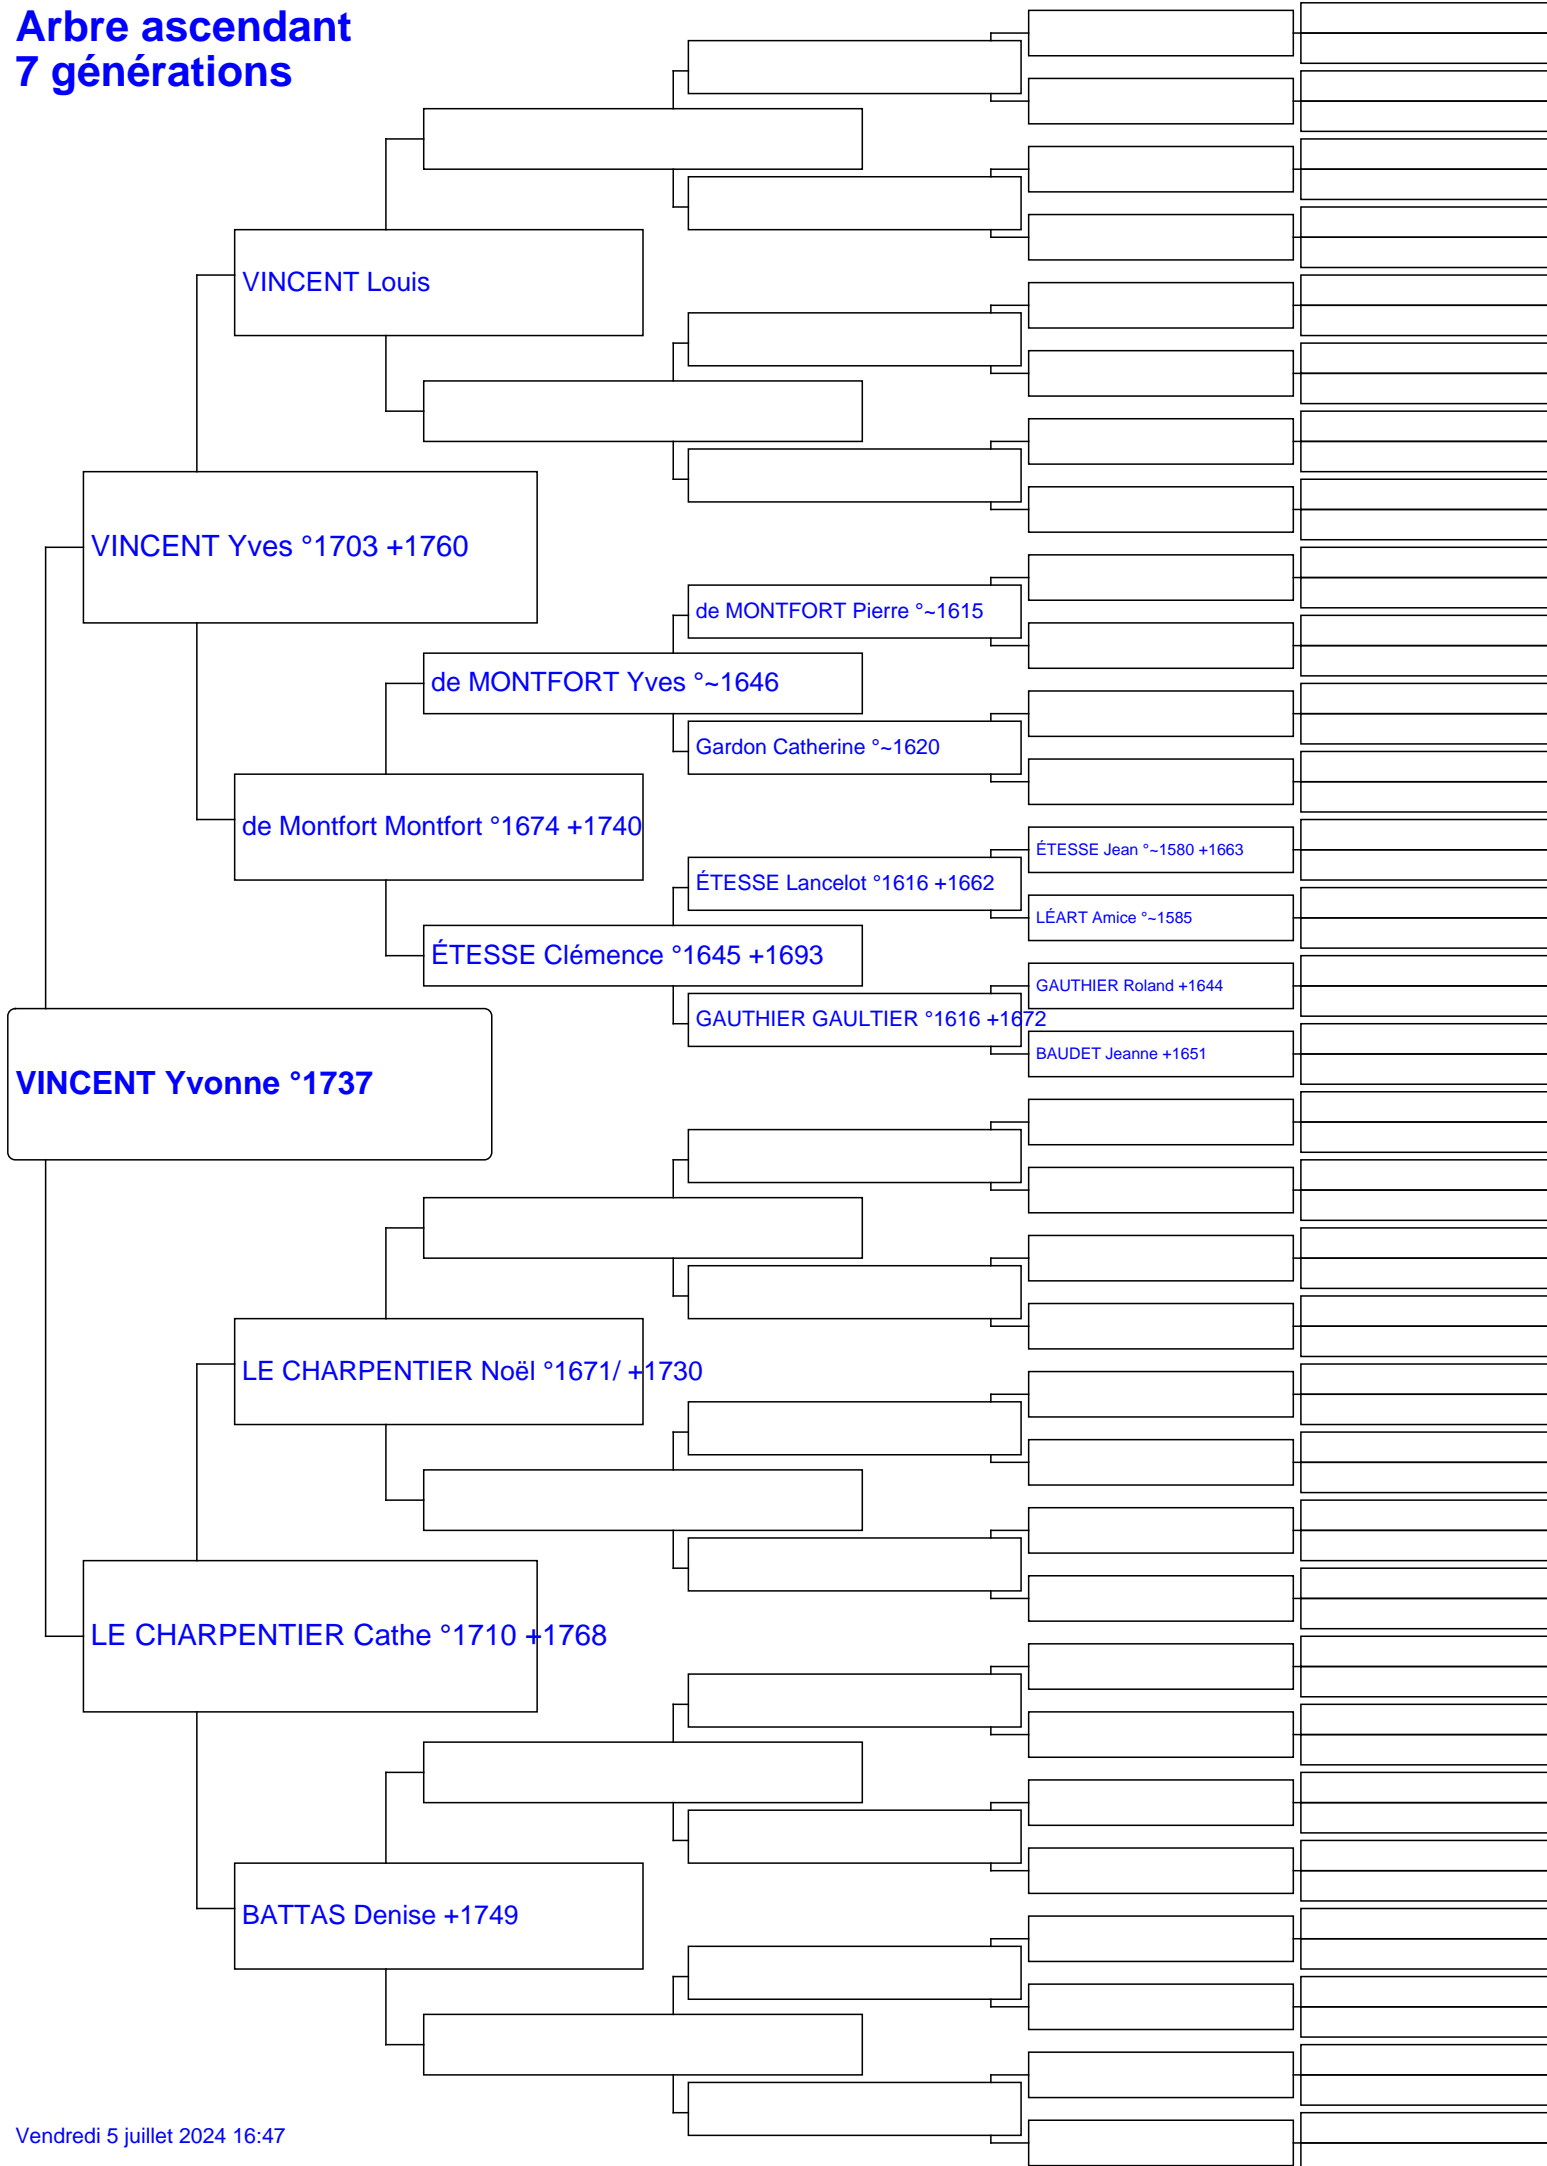 Arbre ascendant
7 générations
VINCENT Louis
VINCENT Yves °1703 +1760
de MONTFORT Pierre °~1615
de MONTFORT Yves °~1646
Gardon Catherine °~1620
de Montfort Montfort °1674 +1740
ÉTESSE Jean °~1580 +1663
ÉTESSE Lancelot °1616 +1662
LÉART Amice °~1585
ÉTESSE Clémence °1645 +1693
GAUTHIER Roland +1644
GAUTHIER GAULTIER °1616 +1672
BAUDET Jeanne +1651
VINCENT Yvonne °1737
LE CHARPENTIER Noël °1671/ +1730
LE CHARPENTIER Cathe °1710 +1768
BATTAS Denise +1749
Vendredi 5 juillet 2024 16:47